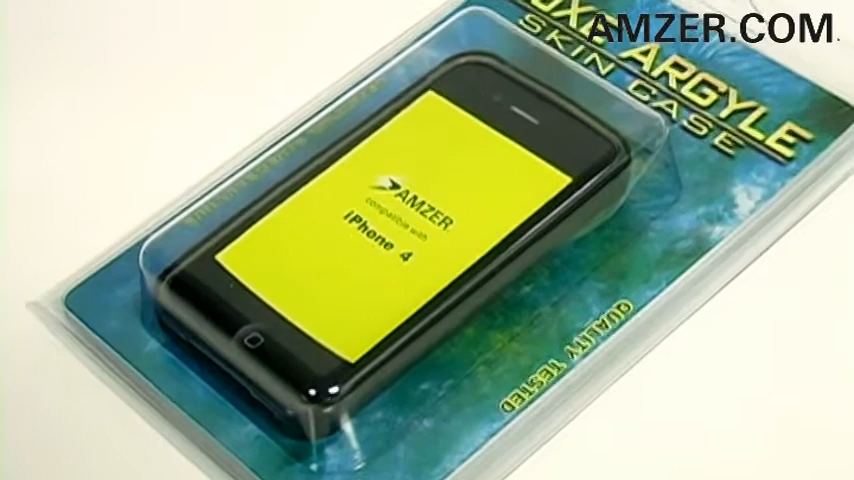 AMZER.COM
ARGYLE
SKIN CASE
AMZER
compatible with
iPhone 4
QUALITY TESTED